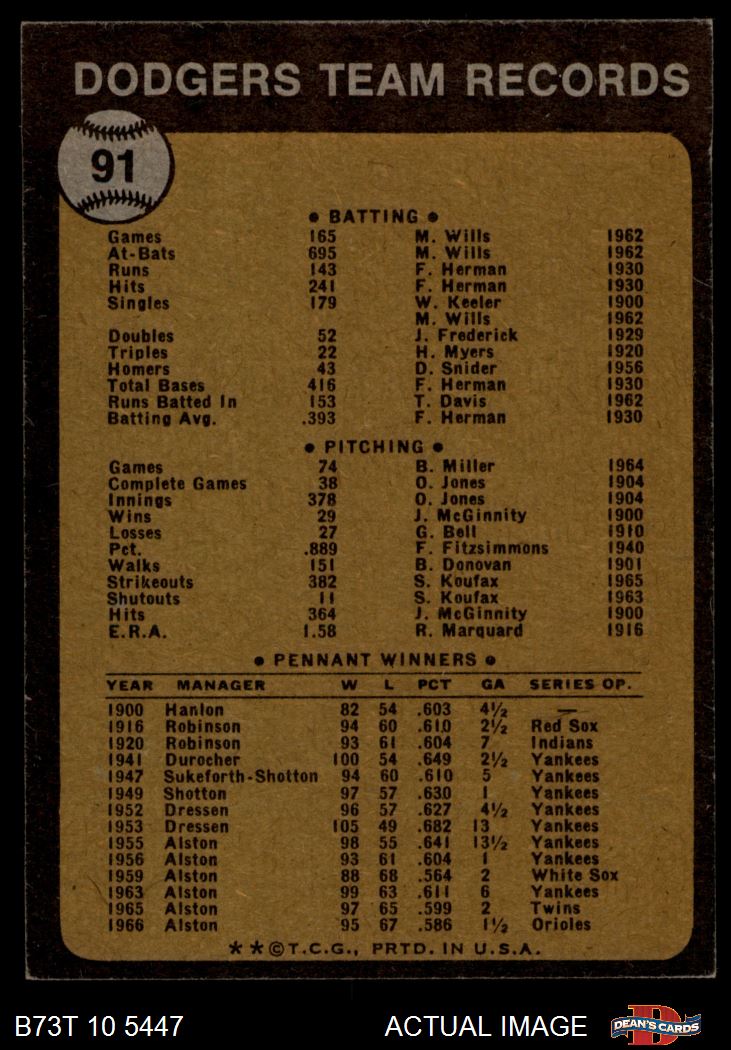 DODGERS TEAM RECORDS
91
• BATTING •
Games 165 M. Wills 1962
At-Bats 695 M. Wills 1962
Runs 143 F. Herman 1930
Hits 241 F. Herman 1930
Singles 179 W. Keeler 1900
M. Wills 1962
Doubles 52 J. Frederick 1929
Triples 22 H. Myers 1920
Homers 43 D. Snider 1956
Total Bases 416 F. Herman 1930
Runs Batted In 153 T. Davis 1962
Batting Avg. .393 F. Herman 1930
• PITCHING •
Games 74 B. Miller 1964
Complete Games 38 O. Jones 1904
Innings 378 O. Jones 1904
Wins 29 J. McGinnity 1900
Losses 27 G. Bell 1910
Pct. .889 F. Fitzsimmons 1940
Walks 151 B. Donovan 1901
Strikeouts 382 S. Koufax 1965
Shutouts 11 S. Koufax 1963
Hits 364 J. McGinnity 1900
E.R.A. 1.58 R. Marquard 1916
• PENNANT WINNERS •
YEAR MANAGER W L PCT GA SERIES OP.
1900 Hanlon 82 54 .603 4½ —
1916 Robinson 94 60 .610 2½ Red Sox
1920 Robinson 93 61 .604 7 Indians
1941 Durocher 100 54 .649 2½ Yankees
1947 Sukeforth-Shotton 94 60 .610 5 Yankees
1949 Shotton 97 57 .630 1 Yankees
1952 Dressen 96 57 .627 4½ Yankees
1953 Dressen 105 49 .682 13 Yankees
1955 Alston 98 55 .641 13½ Yankees
1956 Alston 93 61 .604 1 Yankees
1959 Alston 88 68 .564 2 White Sox
1963 Alston 99 63 .611 6 Yankees
1965 Alston 97 65 .599 2 Twins
1966 Alston 95 67 .586 1½ Orioles
**©T.C.G., PRTD. IN U.S.A.
B73T 10 5447 ACTUAL IMAGE D DEAN'S CARDS